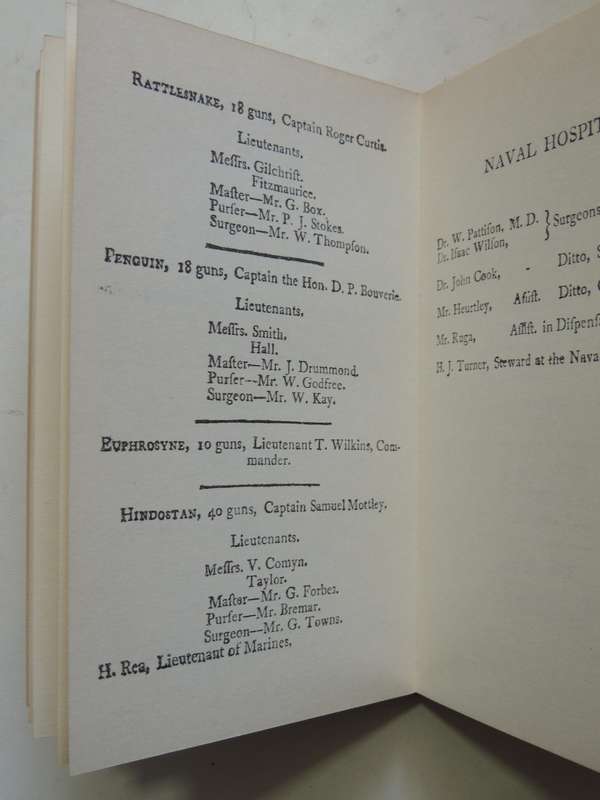 RATTLESNAKE, 18 guns, Captain Roger Curtis.
Lieutenants.
Meſſrs. Gilchriſt.
Fitzmaurice.
Maſter—Mr. G. Box.
Purſer—Mr. P. J. Stokes.
Surgeon—Mr. W. Thompſon.
PENGUIN, 18 guns, Captain the Hon. D. P. Bouverie.
Lieutenants.
Meſſrs. Smith.
Hall.
Maſter—Mr. J. Drummond.
Purſer—Mr. W. Godfree.
Surgeon—Mr. W. Kay.
EUPHROSYNE, 10 guns, Lieutenant T. Wilkins, Com-
mander.
HINDOSTAN, 40 guns, Captain Samuel Mottley.
Lieutenants.
Meſſrs. V. Comyn.
Taylor.
Maſter—Mr. G. Forbes.
Purſer—Mr. Bremar.
Surgeon—Mr. G. Towns.
H. Rea, Lieutenant of Marines.
NAVAL HOSPIT
Dr. W. Pattiſon, M. D. } Surgeons
Dr. Iſaac Wilſon,
Dr. John Cook, - Ditto, S
Mr. Heurtley, Aſſiſt. Ditto,
Mr. Ruga, Aſſiſt. in Diſpenſa
H. J. Turner, Steward at the Nava